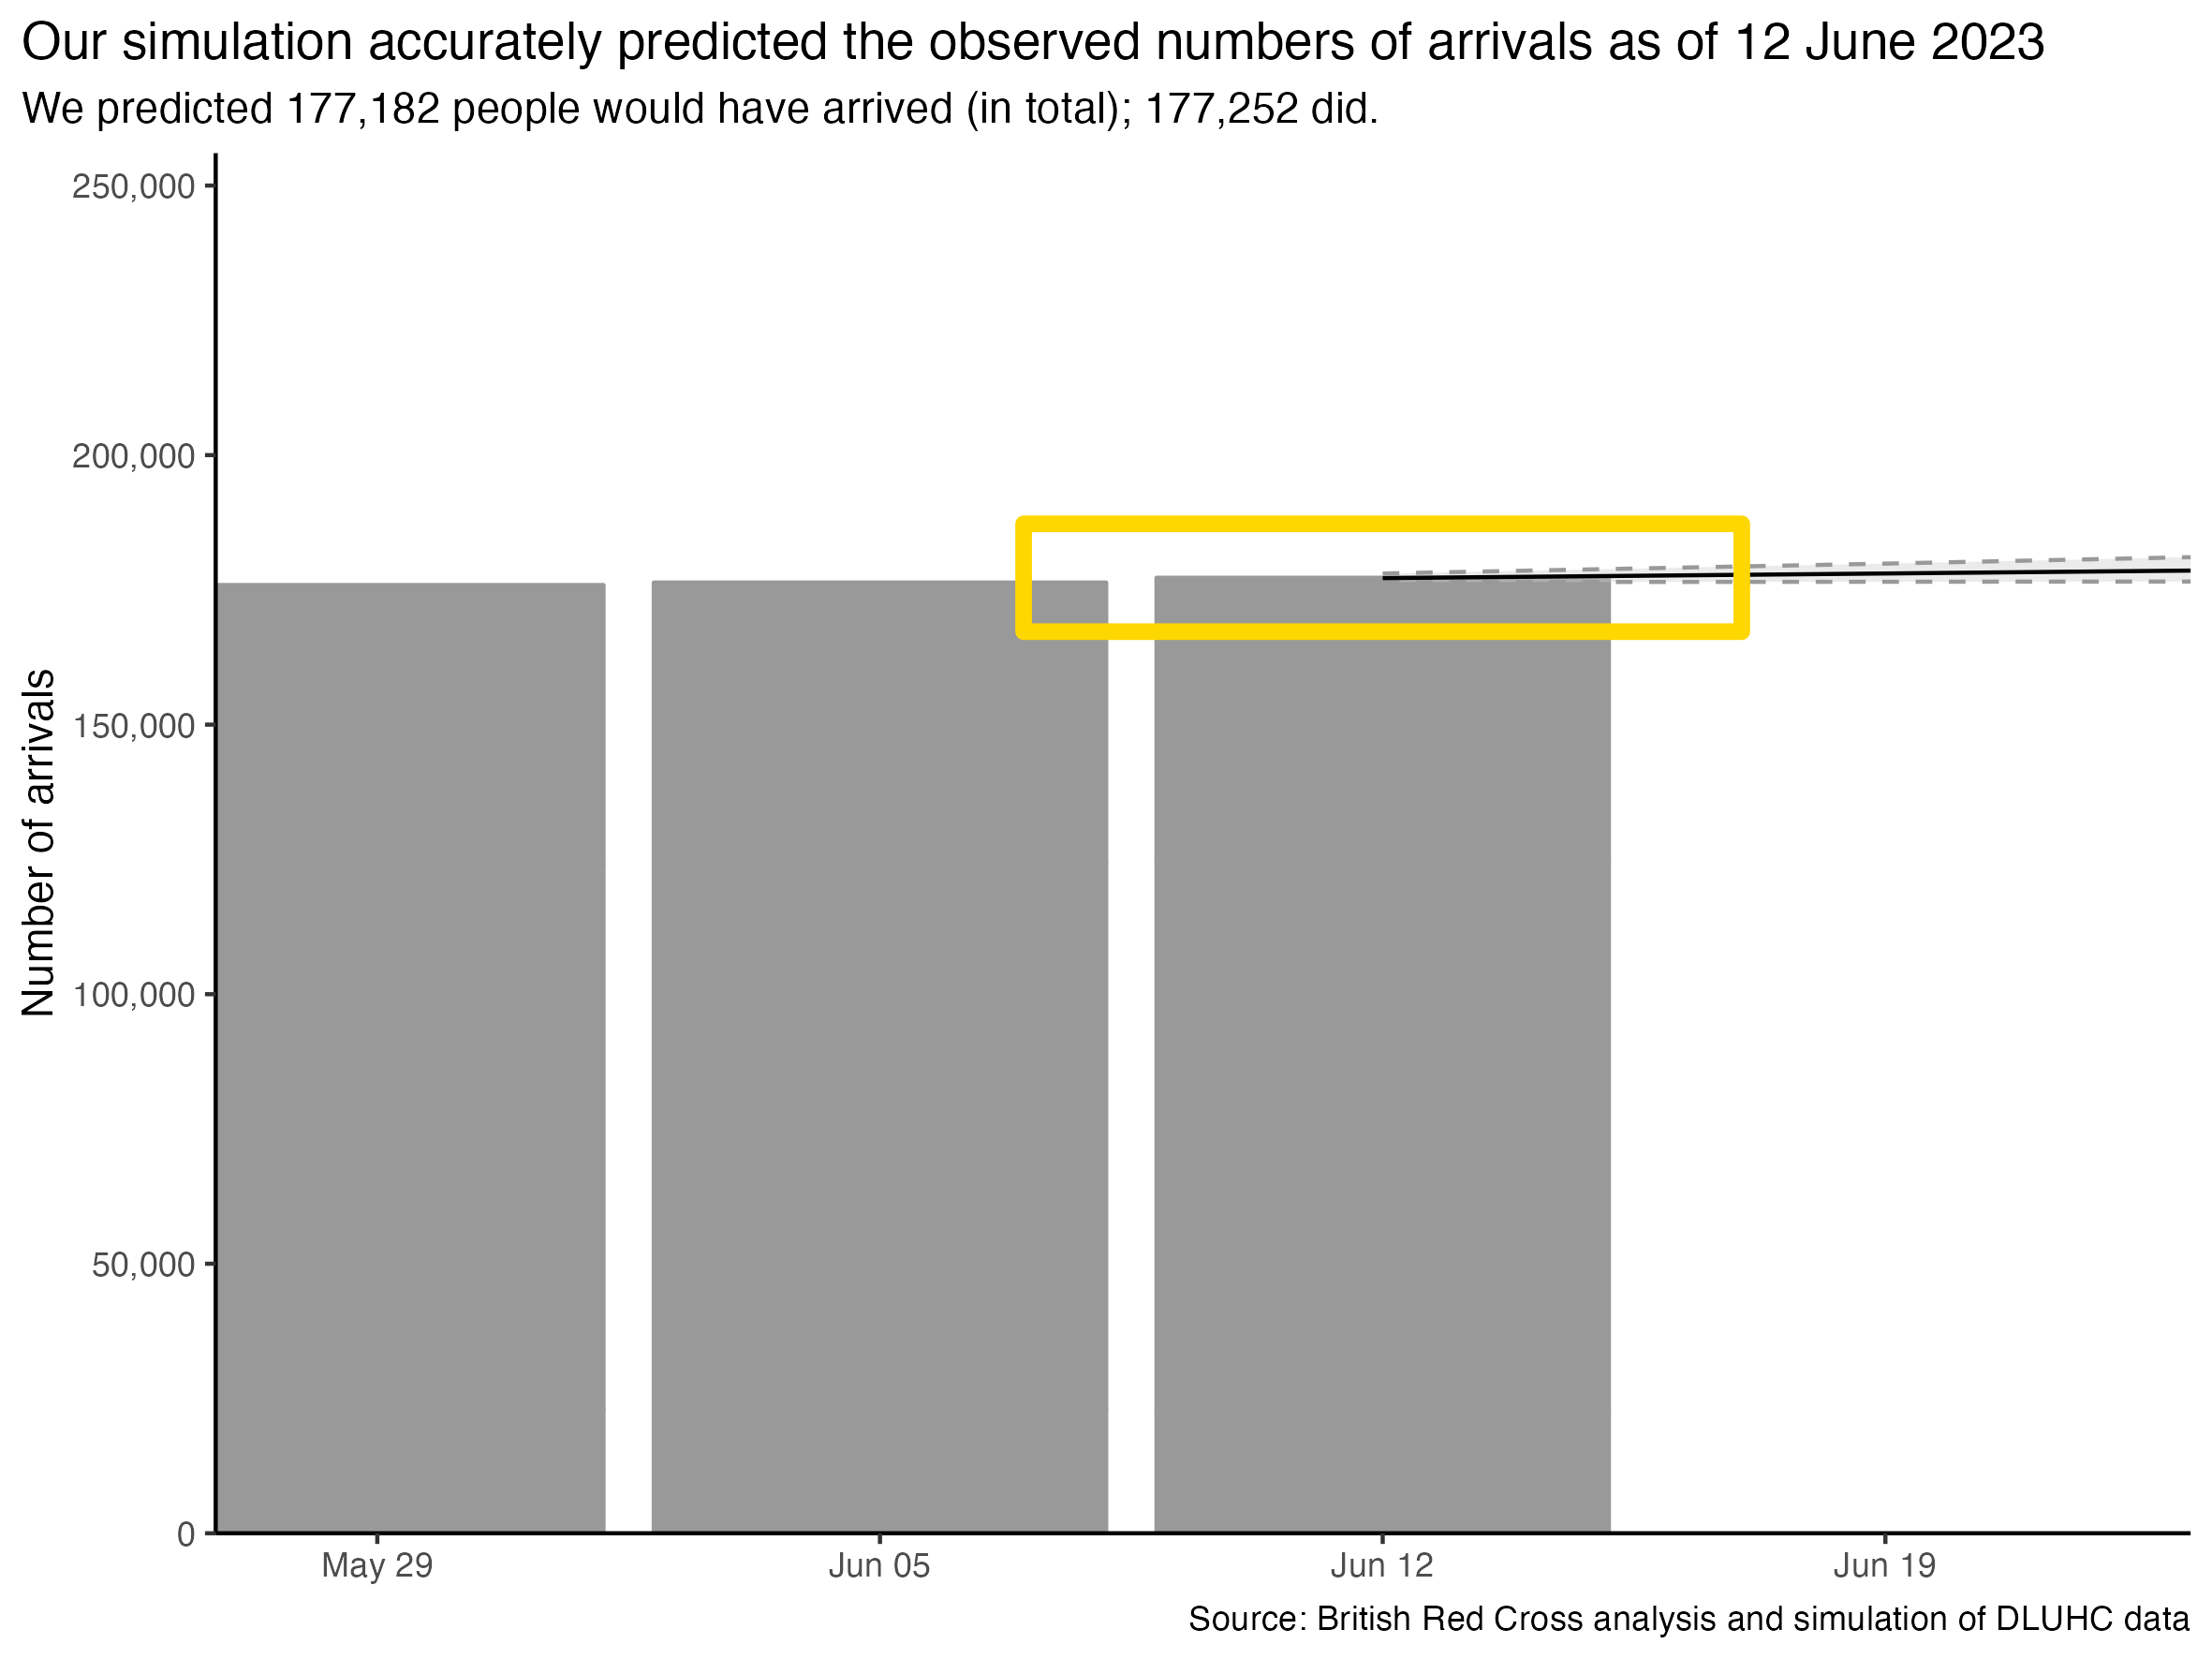 Our simulation accurately predicted the observed numbers of arrivals as of 12 June 2023
We predicted 177,182 people would have arrived (in total); 177,252 did.
250,000
200,000
150,000
100,000
50,000
0
Number of arrivals
May 29
Jun 05
Jun 12
Jun 19
Source: British Red Cross analysis and simulation of DLUHC data